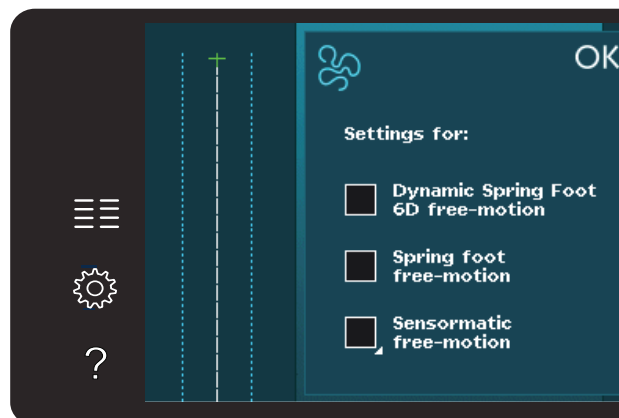 OK
Settings for:
Dynamic Spring Foot
6D free-motion
Spring foot
free-motion
Sensormatic
free-motion
?